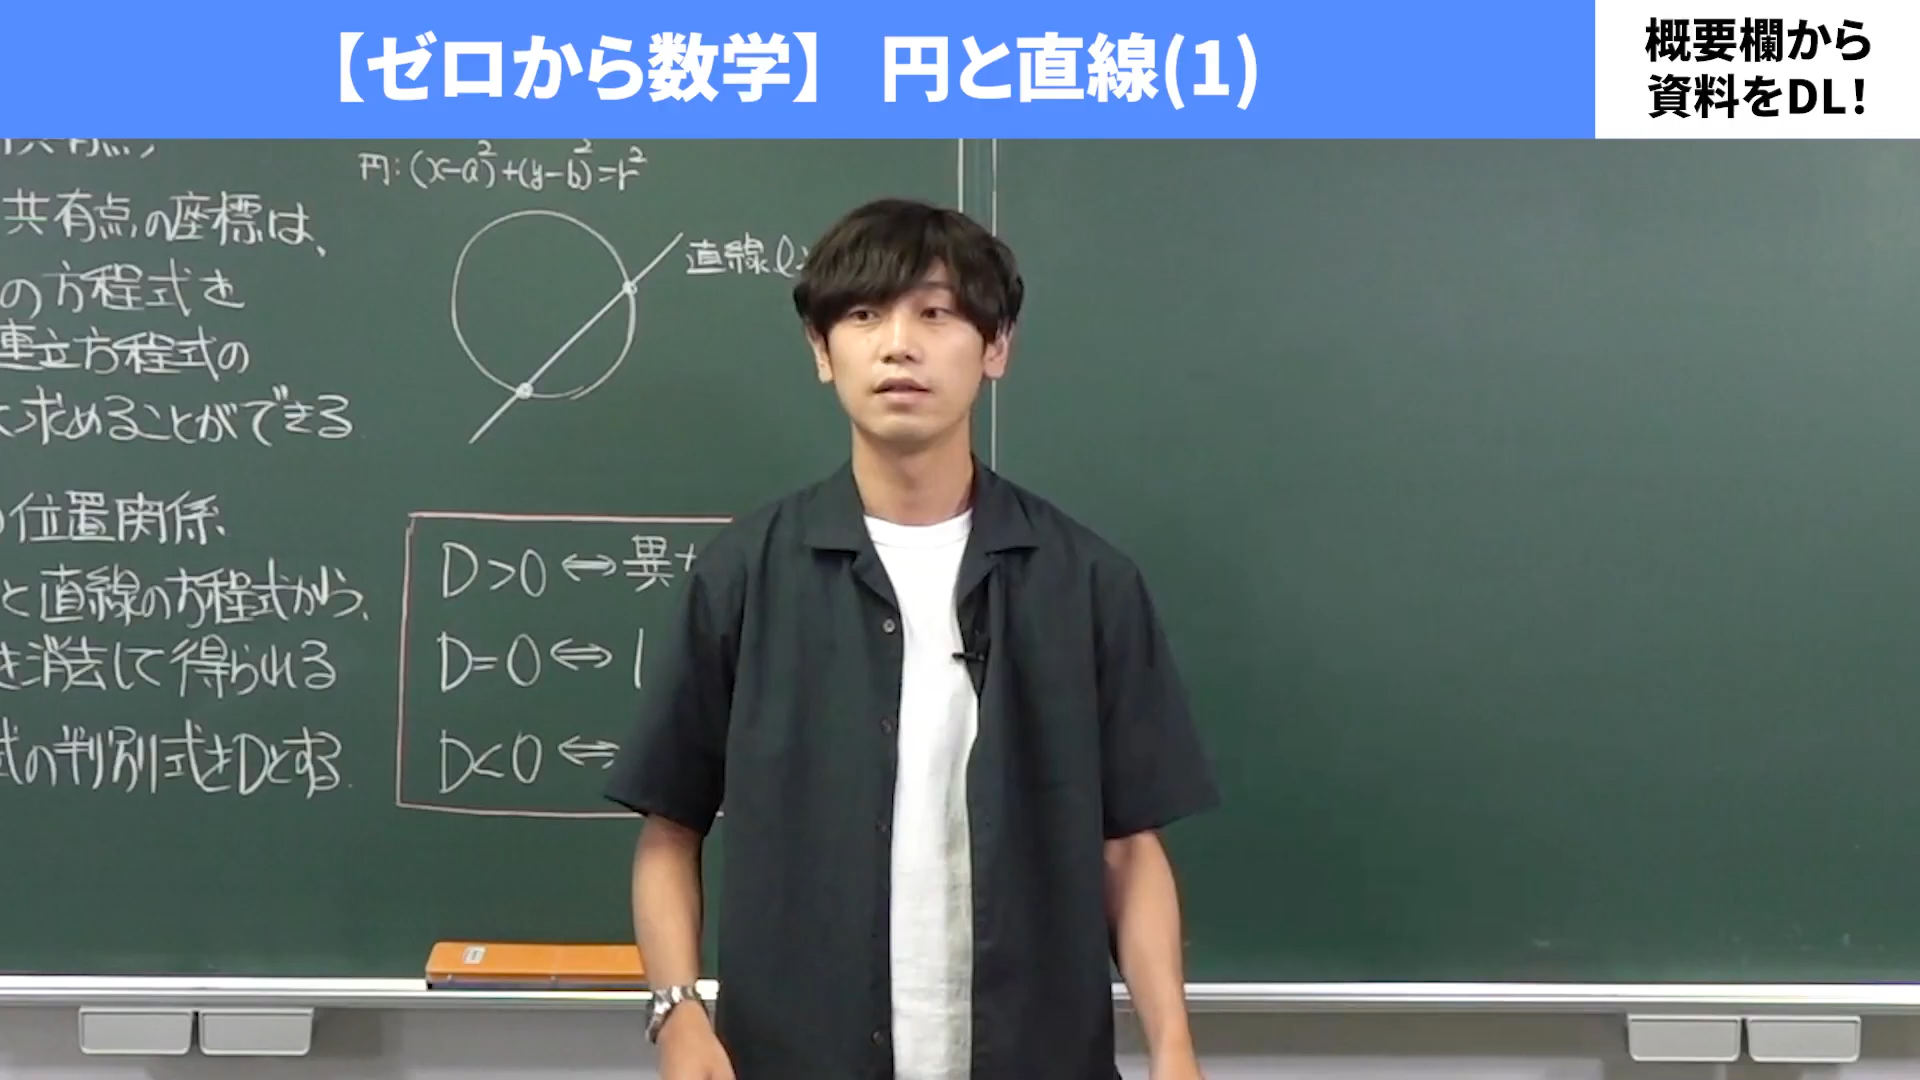 【ゼロから数学】 円と直線(1)
概要欄から
資料をDL!
円:(x-a)²+(y-b)²=r²
共有点の座標は、
の方程式を
連立方程式の
求めることができる
直線l
位置関係
と直線の方程式から、
を消去して得られる
式の判別式をDとする.
D>0⇔異
D=0⇔1
D<0⇔